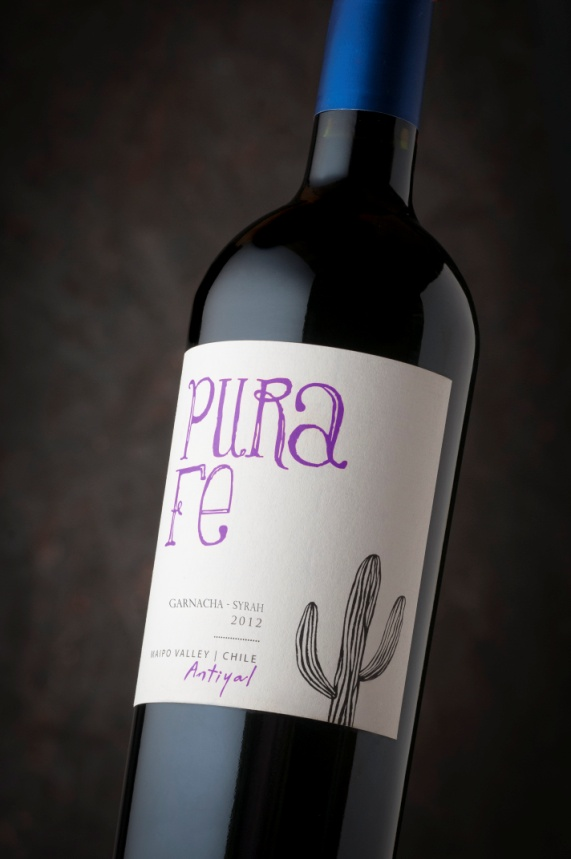 PURA
Fe
GARNACHA - SYRAH
2012
MAIPO VALLEY | CHILE
Antiyal